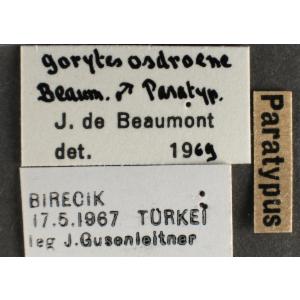 gorytes osdroene
Beaum. ♂ Paratyp.
J. de Beaumont
det. 1969
BIRECIK
17.5.1967 TÜRKEI
leg J.Gusenleitner
Paratypus